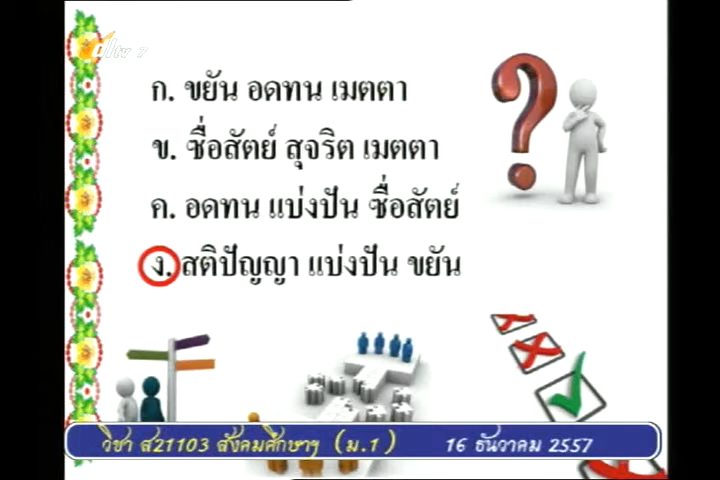 dltv 7
ก. ขยัน อดทน เมตตา
ข. ซื่อสัตย์ สุจริต เมตตา
ค. อดทน แบ่งปัน ซื่อสัตย์
ง. สติปัญญา แบ่งปัน ขยัน
วิชา ส21103 สังคมศึกษาฯ (ม.1) 16 ธันวาคม 2557